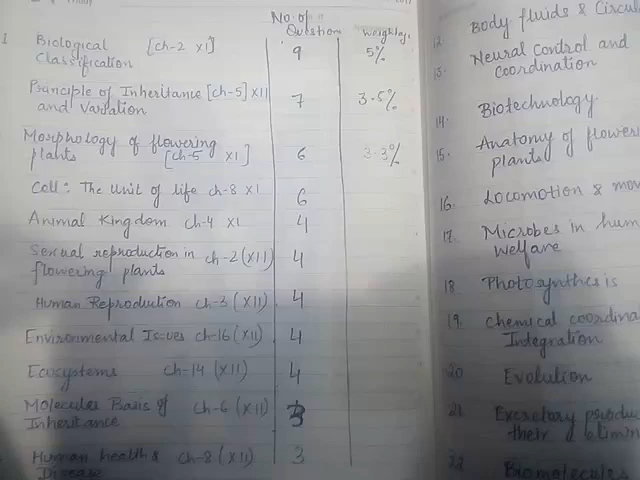 No. of
Question
weightag.
1 Biological [ch-2 XI]
Classification 9 5%
Principle of Inheritance [ch-5] XII
and Variation 7 3.5%
Morphology of flowering
plants [ch-5 XI] 6 3.3%
Cell: The unit of life ch-8 XI 6
Animal Kingdom ch-4 XI 4
Sexual reproduction in ch-2 (XII) 4
flowering plants
Human Reproduction ch-3 (XII) 4
Environmental Issues ch-16 (XII) 4
Ecosystems ch-14 (XII) 4
Molecules Basis of ch-6 (XII) 3
Inheritance
Human health & ch-8 (XII) 3
Disease
12. Body fluids & Circul
13. Neural control and
coordination
14. Biotechnology
15. Anatomy of flower
plants
16. Locomotion & mov
17. Microbes in hum
welfare
18 Photosynthesis
19. Chemical coordina
Integration
20 Evolution
21. Excretory produ
their elimin
22 Biomolecules